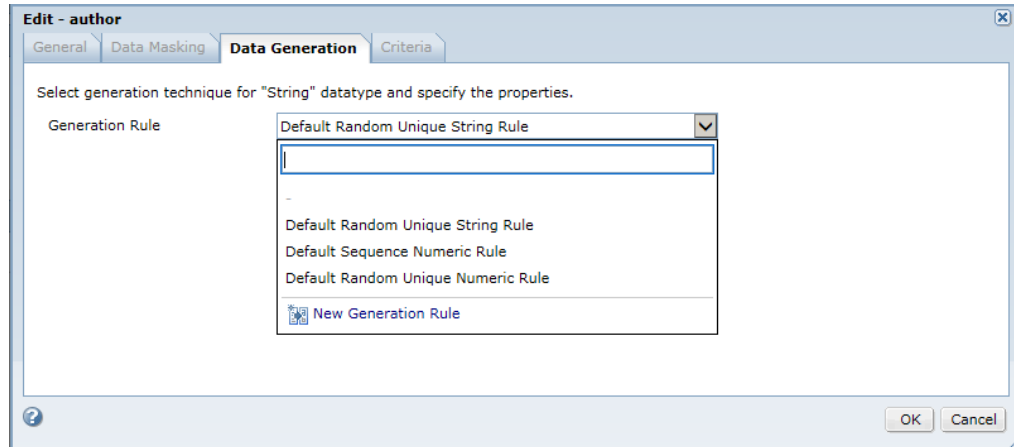 Edit - author
General Data Masking Data Generation Criteria
Select generation technique for "String" datatype and specify the properties.
Generation Rule Default Random Unique String Rule
-
Default Random Unique String Rule
Default Sequence Numeric Rule
Default Random Unique Numeric Rule
New Generation Rule
? OK Cancel